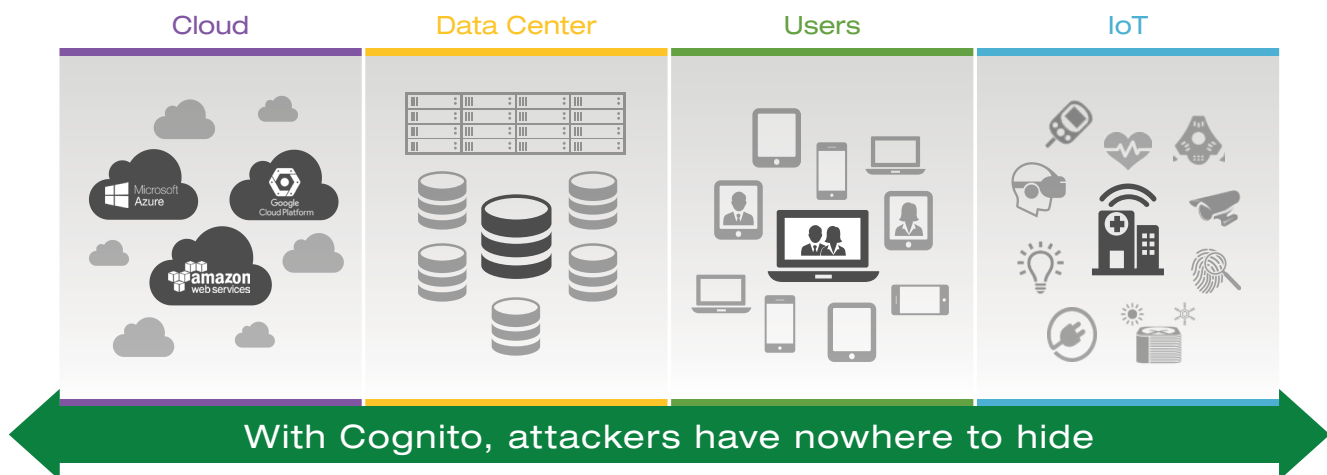 Cloud
Data Center
Users
IoT
Microsoft
Azure
Google
Cloud Platform
amazon
web services
With Cognito, attackers have nowhere to hide